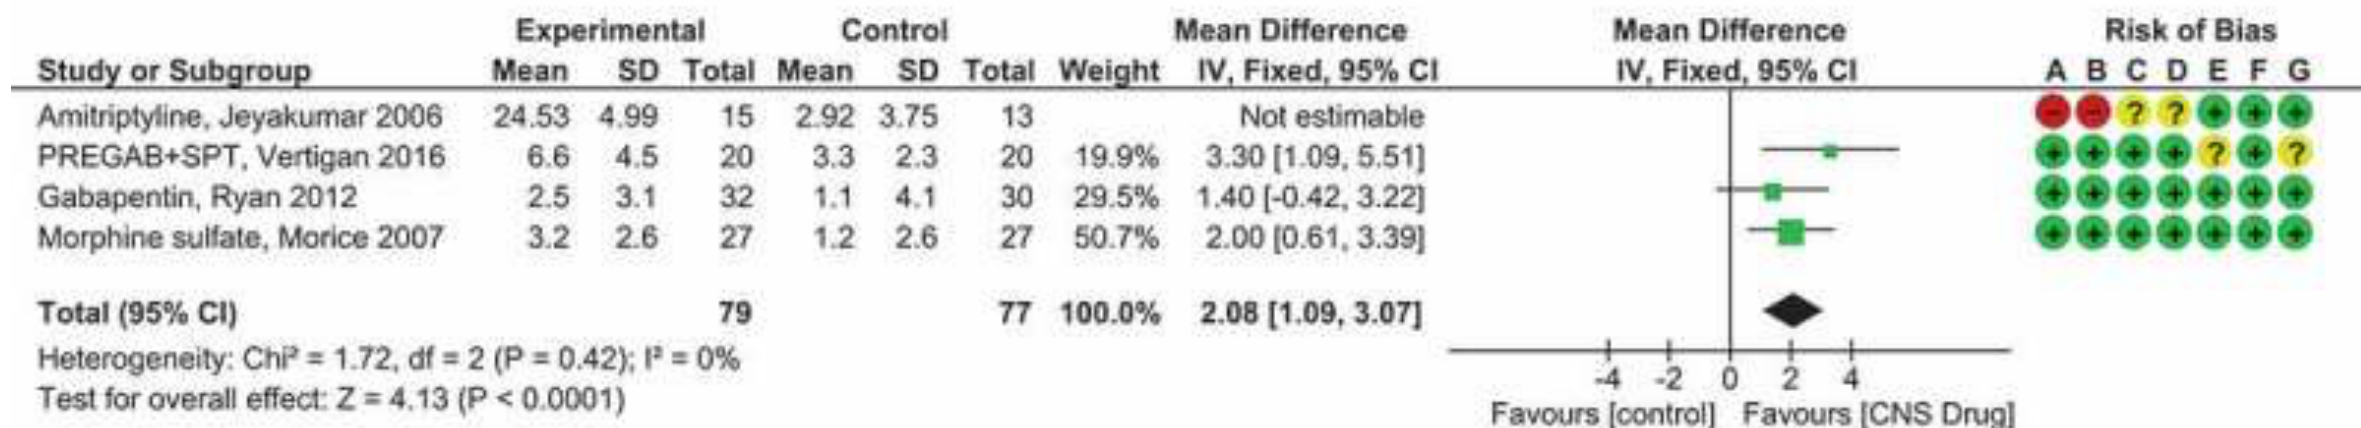 Experimental Control Mean Difference Mean Difference Risk of Bias
Study or Subgroup Mean SD Total Mean SD Total Weight IV, Fixed, 95% CI IV, Fixed, 95% CI A B C D E F G
Amitriptyline, Jeyakumar 2006 24.53 4.99 15 2.92 3.75 13 Not estimable - - ? ? + + +
PREGAB+SPT, Vertigan 2016 6.6 4.5 20 3.3 2.3 20 19.9% 3.30 [1.09, 5.51] + + + + ? + ?
Gabapentin, Ryan 2012 2.5 3.1 32 1.1 4.1 30 29.5% 1.40 [-0.42, 3.22] + + + + + + +
Morphine sulfate, Morice 2007 3.2 2.6 27 1.2 2.6 27 50.7% 2.00 [0.61, 3.39] + + + + + + +
Total (95% CI) 79 77 100.0% 2.08 [1.09, 3.07]
Heterogeneity: Chi² = 1.72, df = 2 (P = 0.42); I² = 0%
Test for overall effect: Z = 4.13 (P < 0.0001)
-4 -2 0 2 4
Favours [control] Favours [CNS Drug]